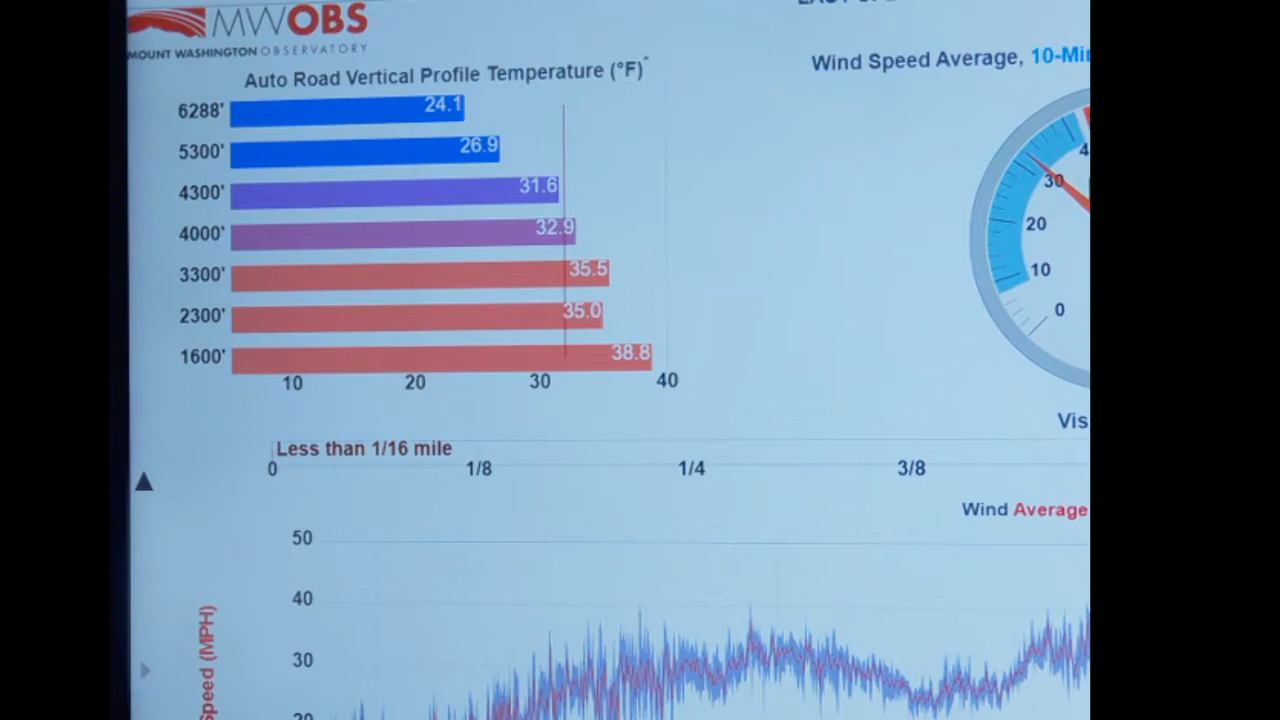 MWOBS
MOUNT WASHINGTON OBSERVATORY
Auto Road Vertical Profile Temperature (°F)*
Wind Speed Average, 10-Min
6288' 24.1
5300' 26.9
4300' 31.6
4000' 32.9
3300' 35.5
2300' 35.0
1600' 38.8
10 20 30 40
4
30
20
10
0
Vis
Less than 1/16 mile
0 1/8 1/4 3/8
Wind Average
50
40
30
20
Speed (MPH)